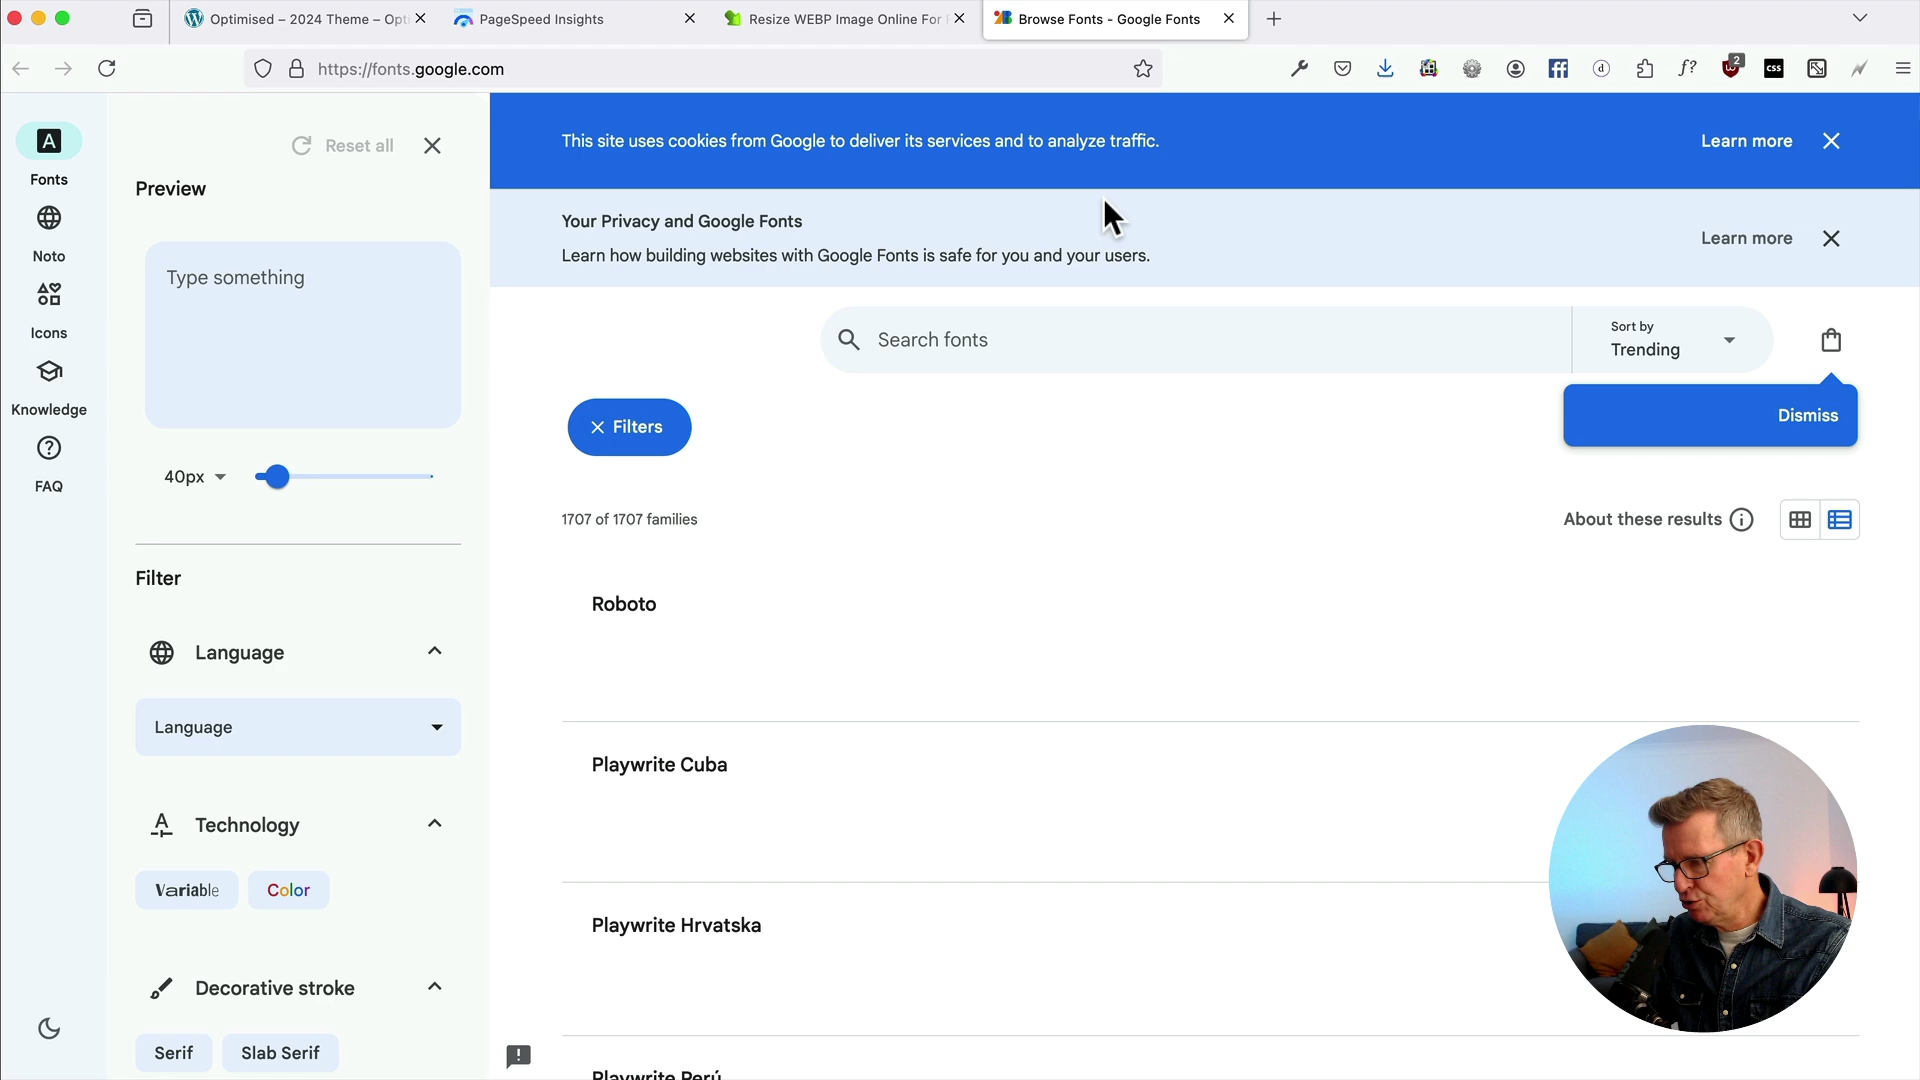 Optimised – 2024 Theme – Opti
PageSpeed Insights
Resize WEBP Image Online For F
Browse Fonts - Google Fonts
https://fonts.google.com
2
css
Fonts
Noto
Icons
Knowledge
FAQ
Reset all
Preview
Type something
40px
Filter
Language
Language
Technology
Variable
Color
Decorative stroke
Serif
Slab Serif
This site uses cookies from Google to deliver its services and to analyze traffic.
Learn more
Your Privacy and Google Fonts
Learn how building websites with Google Fonts is safe for you and your users.
Learn more
Search fonts
Sort by
Trending
Dismiss
Filters
1707 of 1707 families
About these results
Roboto
Playwrite Cuba
Playwrite Hrvatska
Playwrite Perú